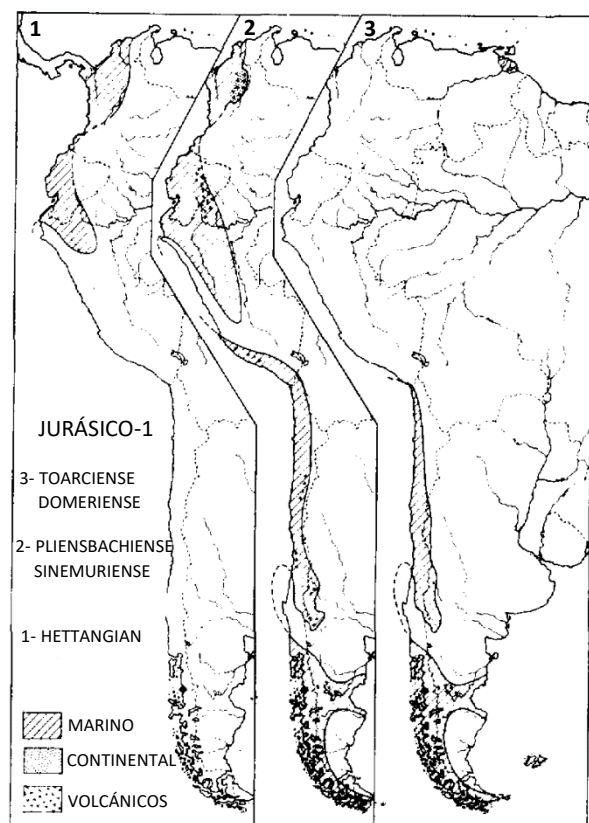 1
2
3
JURÁSICO-1
3- TOARCIENSE
DOMERIENSE
2- PLIENSBACHIENSE
SINEMURIENSE
1- HETTANGIAN
MARINO
CONTINENTAL
VOLCÁNICOS